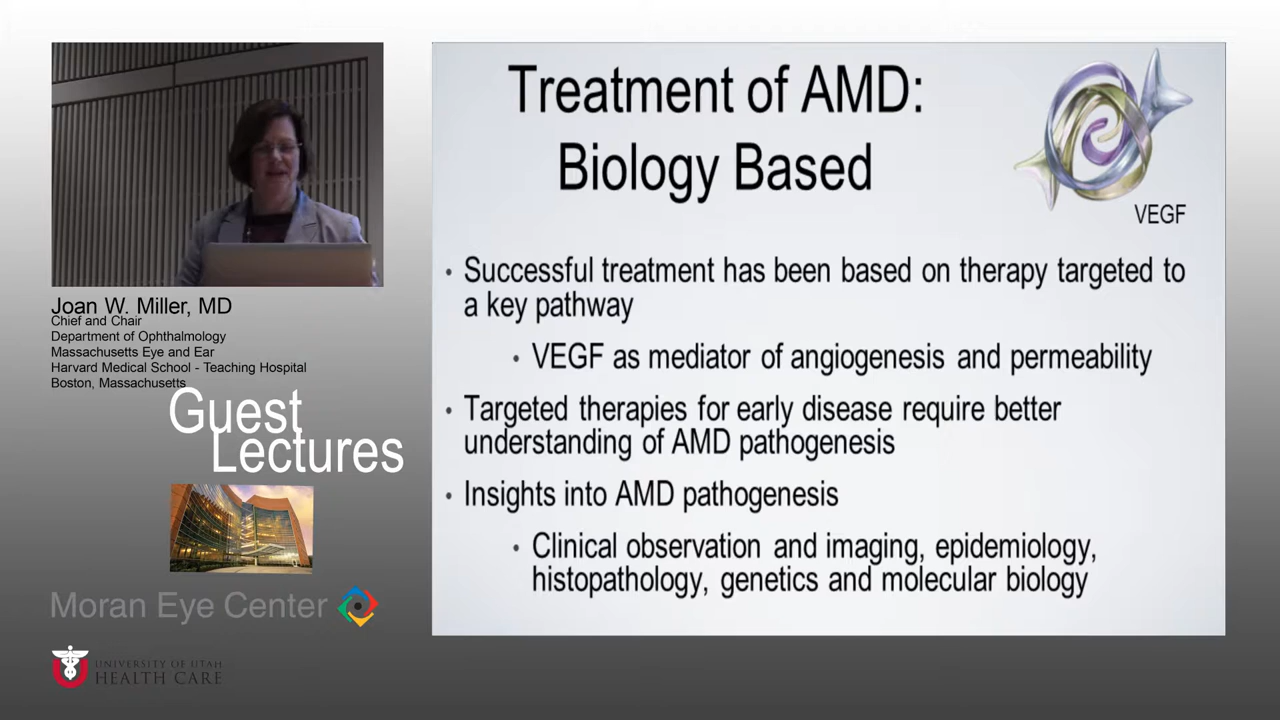 Joan W. Miller, MD
Chief and Chair
Department of Ophthalmology
Massachusetts Eye and Ear
Harvard Medical School - Teaching Hospital
Boston, Massachusetts
Guest
Lectures
Moran Eye Center
UNIVERSITY OF UTAH
HEALTH CARE
Treatment of AMD:
Biology Based
VEGF
• Successful treatment has been based on therapy targeted to
a key pathway
• VEGF as mediator of angiogenesis and permeability
• Targeted therapies for early disease require better
understanding of AMD pathogenesis
• Insights into AMD pathogenesis
• Clinical observation and imaging, epidemiology,
histopathology, genetics and molecular biology